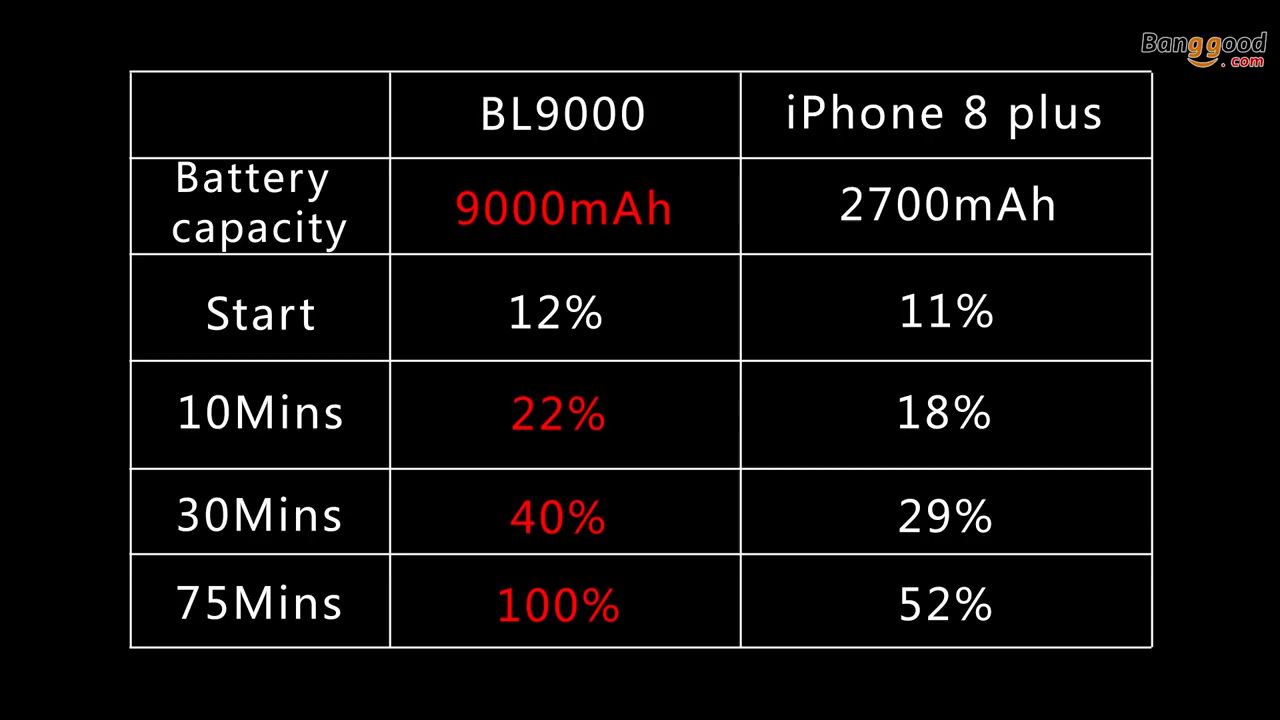 Banggood
.com
BL9000 iPhone 8 plus
Battery
capacity 9000mAh 2700mAh
Start 12% 11%
10Mins 22% 18%
30Mins 40% 29%
75Mins 100% 52%